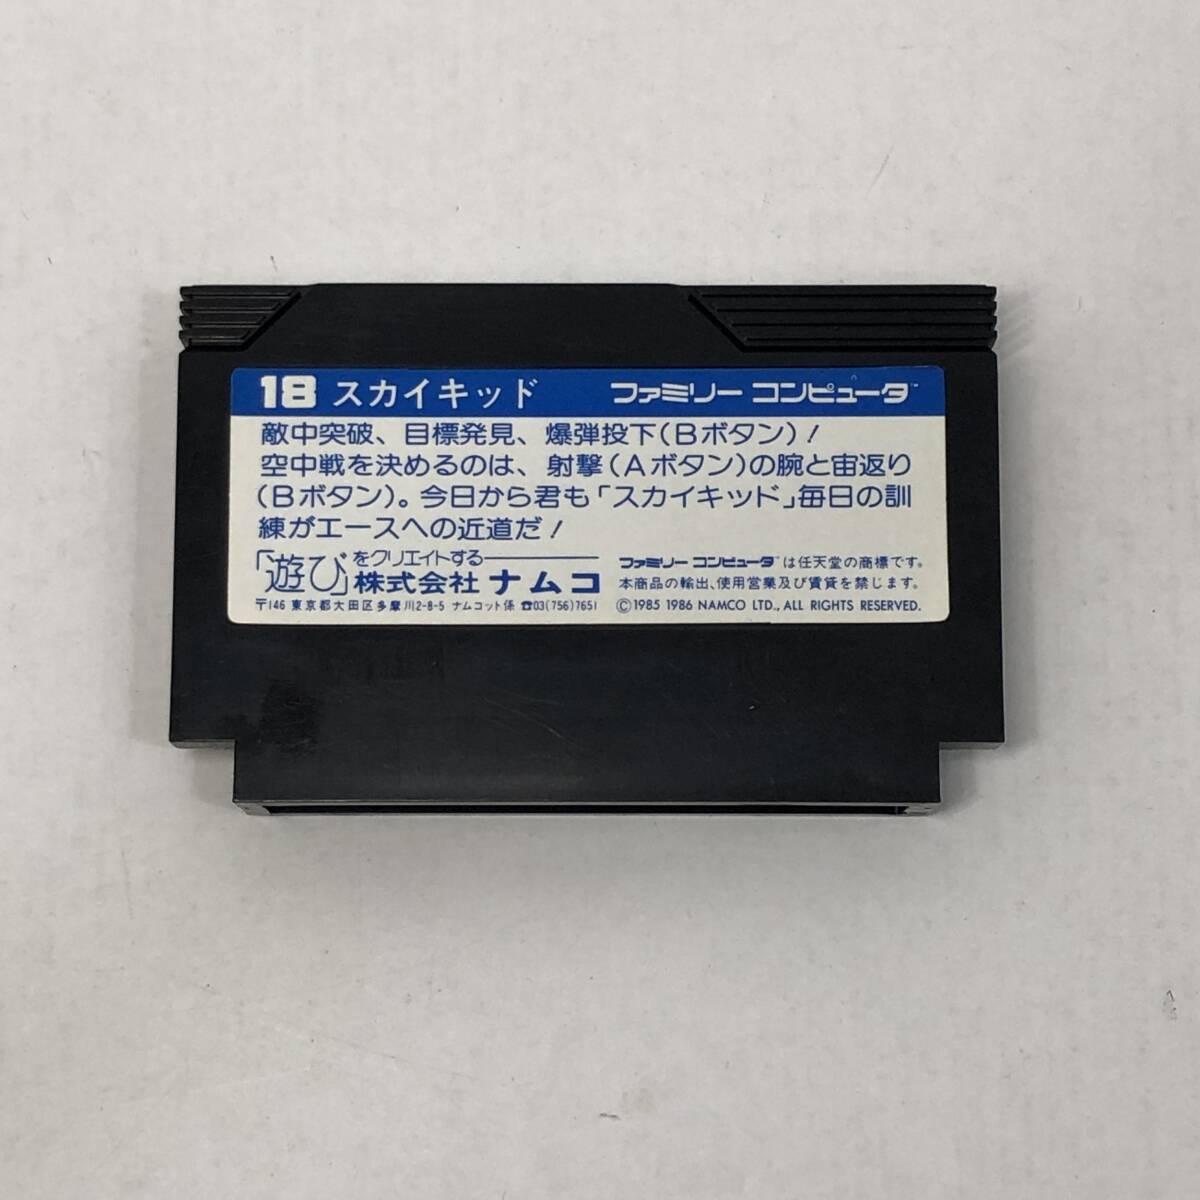 18 スカイキッド ファミリー コンピュータ™
敵中突破、目標発見、爆弾投下(Bボタン)!
空中戦を決めるのは、射撃(Aボタン)の腕と宙返り
(Bボタン)。今日から君も「スカイキッド」毎日の訓
練がエースへの近道だ!
「遊び」をクリエイトする
株式会社 ナムコ
〒146 東京都大田区多摩川2-8-5 ナムコット係 ☎03(756)7651
ファミリー コンピュータ™は任天堂の商標です。
本商品の輸出、使用営業及び賃貸を禁じます。
©1985 1986 NAMCO LTD., ALL RIGHTS RESERVED.